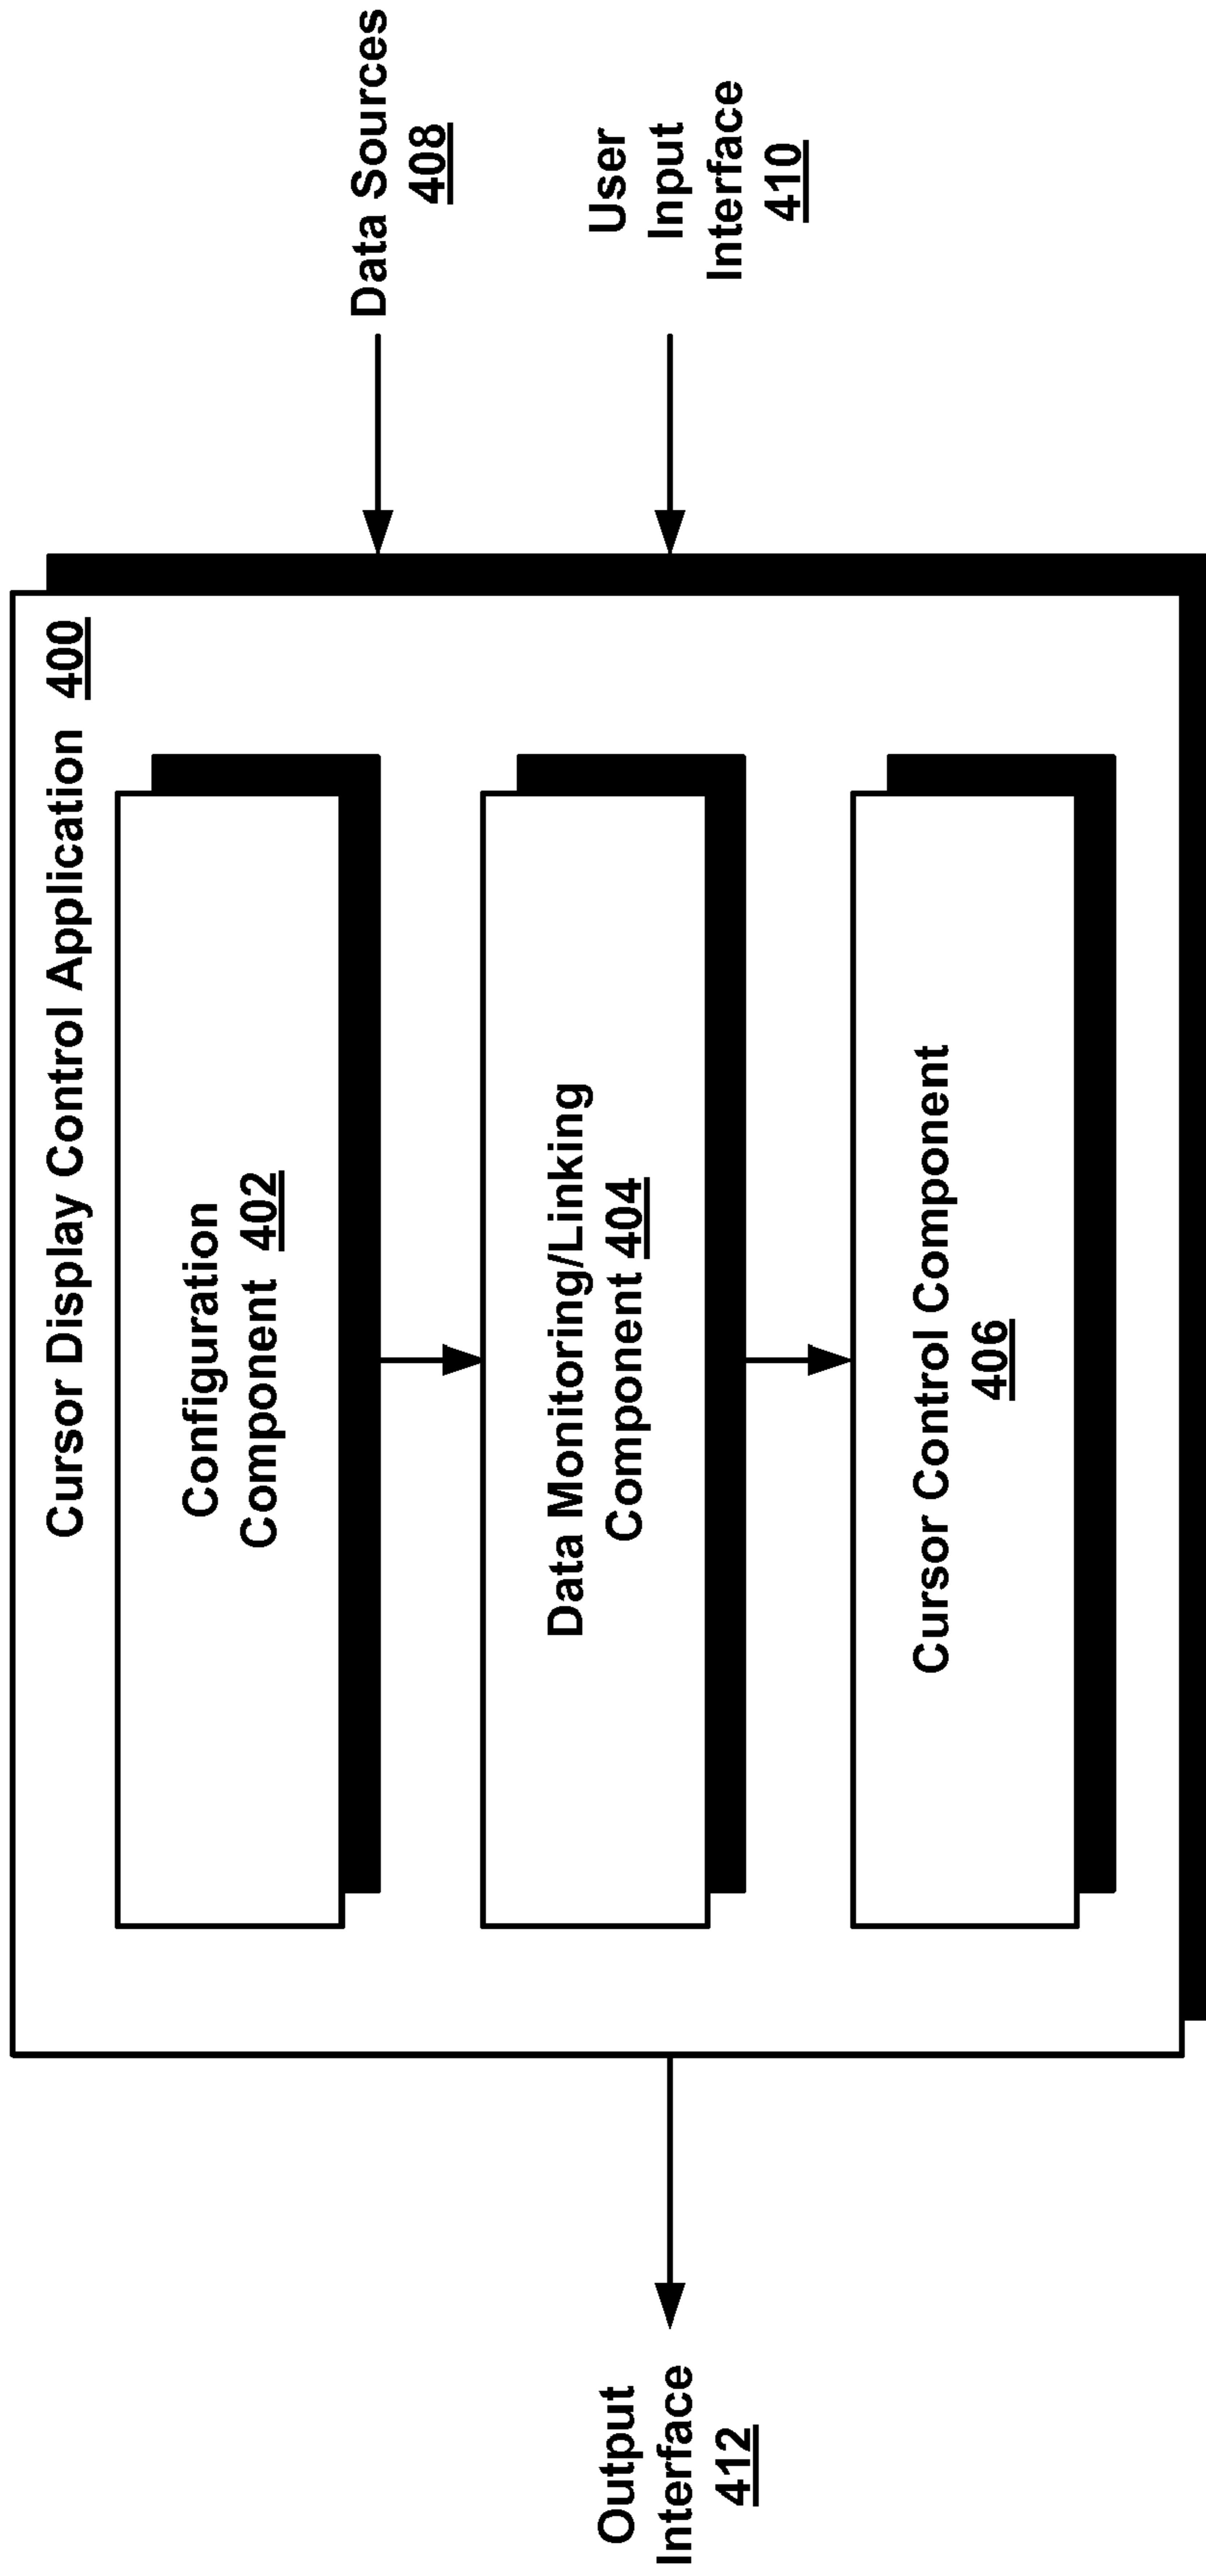 Cursor Display Control Application 400
Configuration
Component 402
Data Monitoring/Linking
Component 404
Cursor Control Component
406
Data Sources
408
User
Input
Interface
410
Output
Interface
412